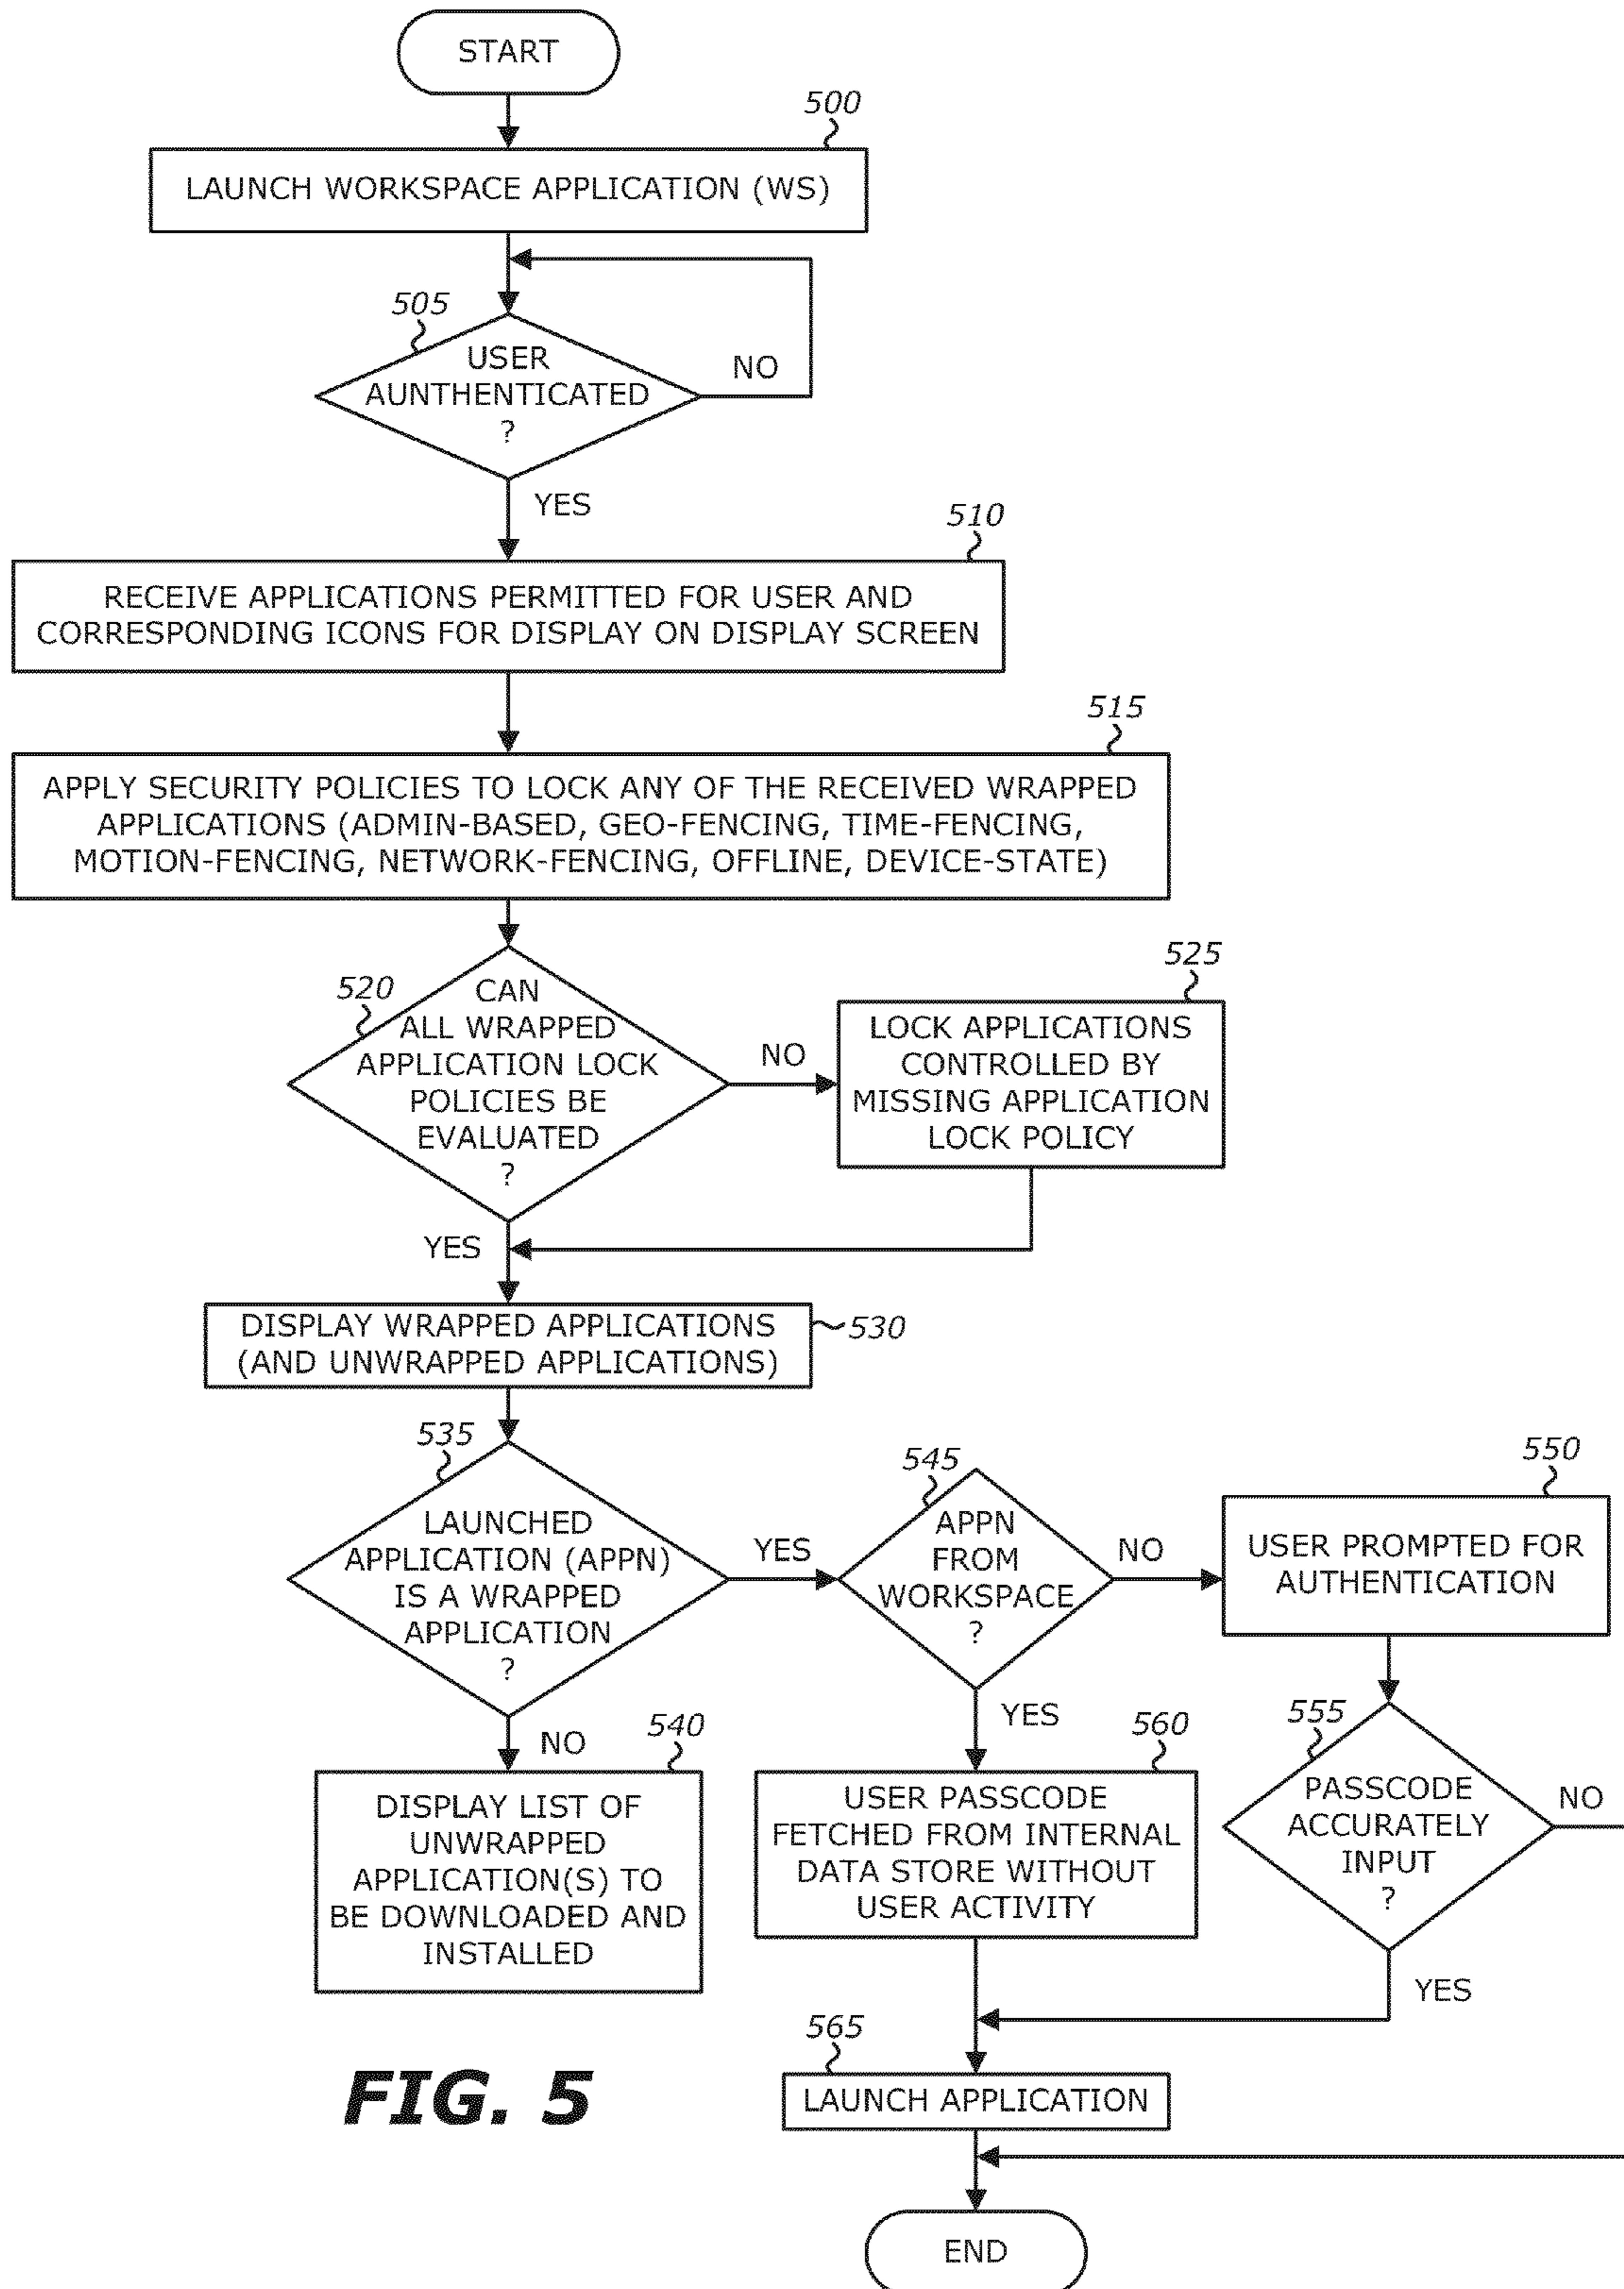 START
500
LAUNCH WORKSPACE APPLICATION (WS)
505
USER
AUNTHENTICATED
?
NO
YES
510
RECEIVE APPLICATIONS PERMITTED FOR USER AND
CORRESPONDING ICONS FOR DISPLAY ON DISPLAY SCREEN
515
APPLY SECURITY POLICIES TO LOCK ANY OF THE RECEIVED WRAPPED
APPLICATIONS (ADMIN-BASED, GEO-FENCING, TIME-FENCING,
MOTION-FENCING, NETWORK-FENCING, OFFLINE, DEVICE-STATE)
520
CAN
ALL WRAPPED
APPLICATION LOCK
POLICIES BE
EVALUATED
?
NO
525
LOCK APPLICATIONS
CONTROLLED BY
MISSING APPLICATION
LOCK POLICY
YES
DISPLAY WRAPPED APPLICATIONS
(AND UNWRAPPED APPLICATIONS)
530
535
LAUNCHED
APPLICATION (APPN)
IS A WRAPPED
APPLICATION
?
YES
545
APPN
FROM
WORKSPACE
?
NO
550
USER PROMPTED FOR
AUTHENTICATION
NO
540
DISPLAY LIST OF
UNWRAPPED
APPLICATION(S) TO
BE DOWNLOADED AND
INSTALLED
YES
560
USER PASSCODE
FETCHED FROM INTERNAL
DATA STORE WITHOUT
USER ACTIVITY
555
PASSCODE
ACCURATELY
INPUT
?
NO
YES
565
LAUNCH APPLICATION
FIG. 5
END